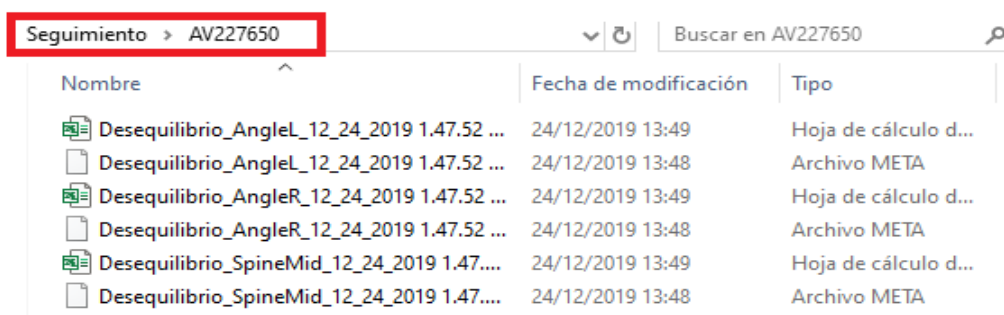 Seguimiento > AV227650 Buscar en AV227650
Nombre Fecha de modificación Tipo
Desequilibrio_AngleL_12_24_2019 1.47.52 ... 24/12/2019 13:49 Hoja de cálculo d...
Desequilibrio_AngleL_12_24_2019 1.47.52 ... 24/12/2019 13:48 Archivo META
Desequilibrio_AngleR_12_24_2019 1.47.52 ... 24/12/2019 13:49 Hoja de cálculo d...
Desequilibrio_AngleR_12_24_2019 1.47.52 ... 24/12/2019 13:48 Archivo META
Desequilibrio_SpineMid_12_24_2019 1.47.... 24/12/2019 13:49 Hoja de cálculo d...
Desequilibrio_SpineMid_12_24_2019 1.47.... 24/12/2019 13:48 Archivo META